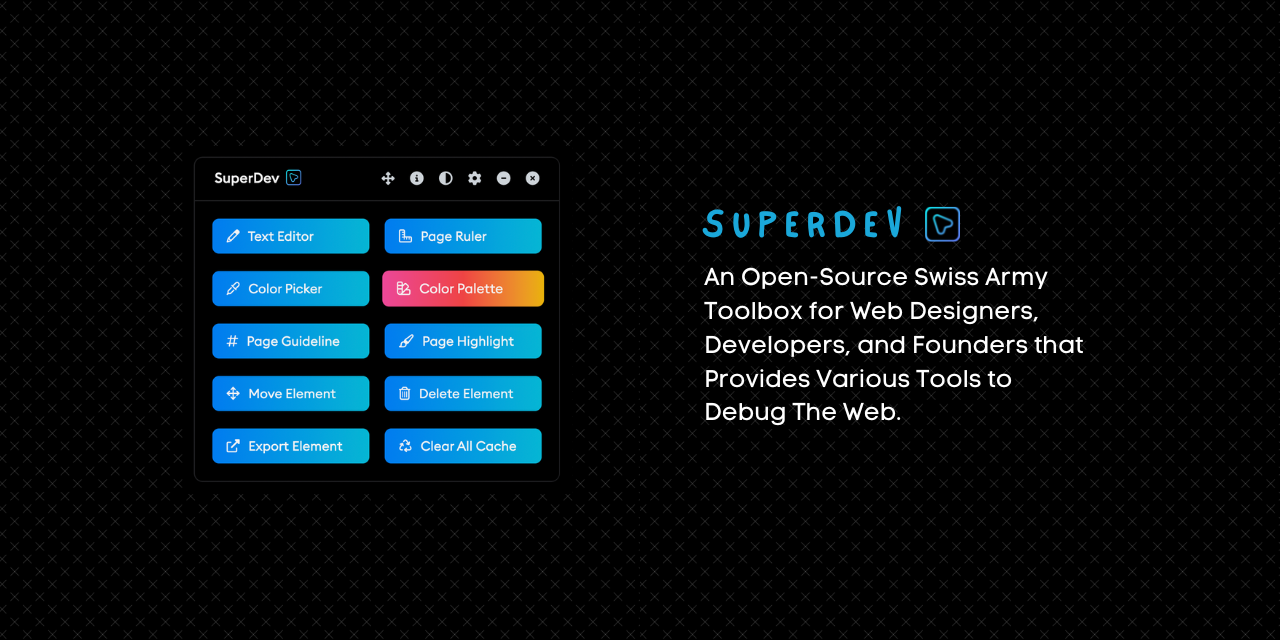 SuperDev
Text Editor
Page Ruler
Color Picker
Color Palette
Page Guideline
Page Highlight
Move Element
Delete Element
Export Element
Clear All Cache
SUPERDEV
An Open-Source Swiss Army
Toolbox for Web Designers,
Developers, and Founders that
Provides Various Tools to
Debug The Web.